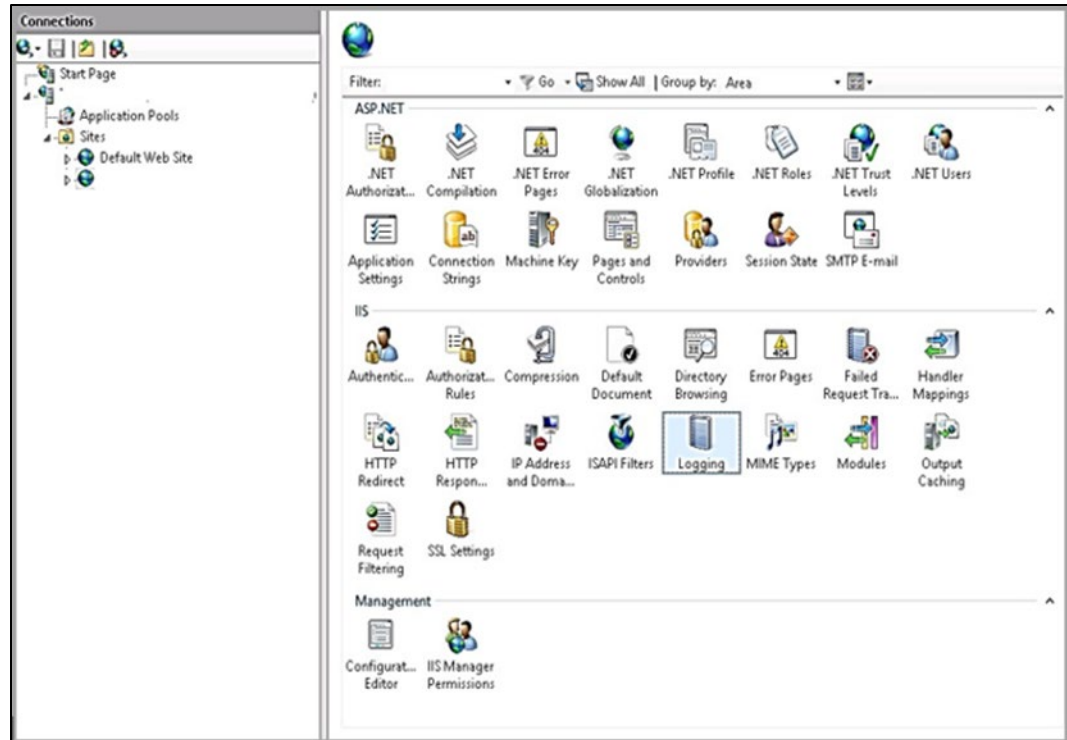 Connections
Start Page
Application Pools
Sites
Default Web Site
Filter: Go Show All Group by: Area
ASP.NET
.NET Authorizat...
.NET Compilation
.NET Error Pages
.NET Globalization
.NET Profile
.NET Roles
.NET Trust Levels
.NET Users
Application Settings
Connection Strings
Machine Key
Pages and Controls
Providers
Session State
SMTP E-mail
IIS
Authentic...
Authorizat... Rules
Compression
Default Document
Directory Browsing
Error Pages
Failed Request Tra...
Handler Mappings
HTTP Redirect
HTTP Respon...
IP Address and Doma...
ISAPI Filters
Logging
MIME Types
Modules
Output Caching
Request Filtering
SSL Settings
Management
Configurat... Editor
IIS Manager Permissions